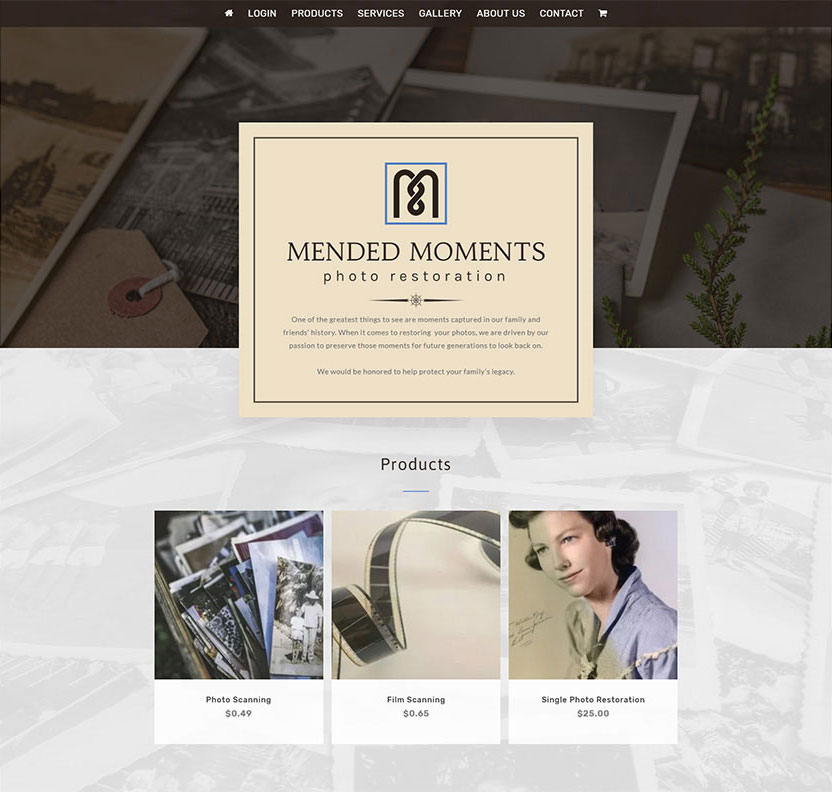 LOGIN PRODUCTS SERVICES GALLERY ABOUT US CONTACT
MENDED MOMENTS
photo restoration
One of the greatest things to see are moments captured in our family and
friends' history. When it comes to restoring your photos, we are driven by our
passion to preserve those moments for future generations to look back on.
We would be honored to help protect your family's legacy.
Products
Photo Scanning
$0.49
Film Scanning
$0.65
Single Photo Restoration
$25.00